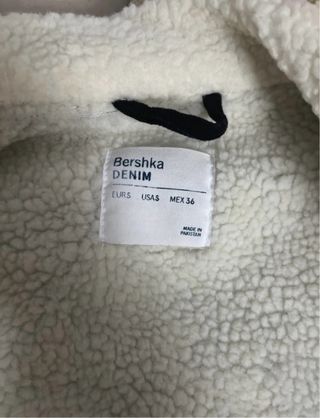 Bershka
DENIM
EUR S USA S MEX 36
MADE IN
PAKISTAN